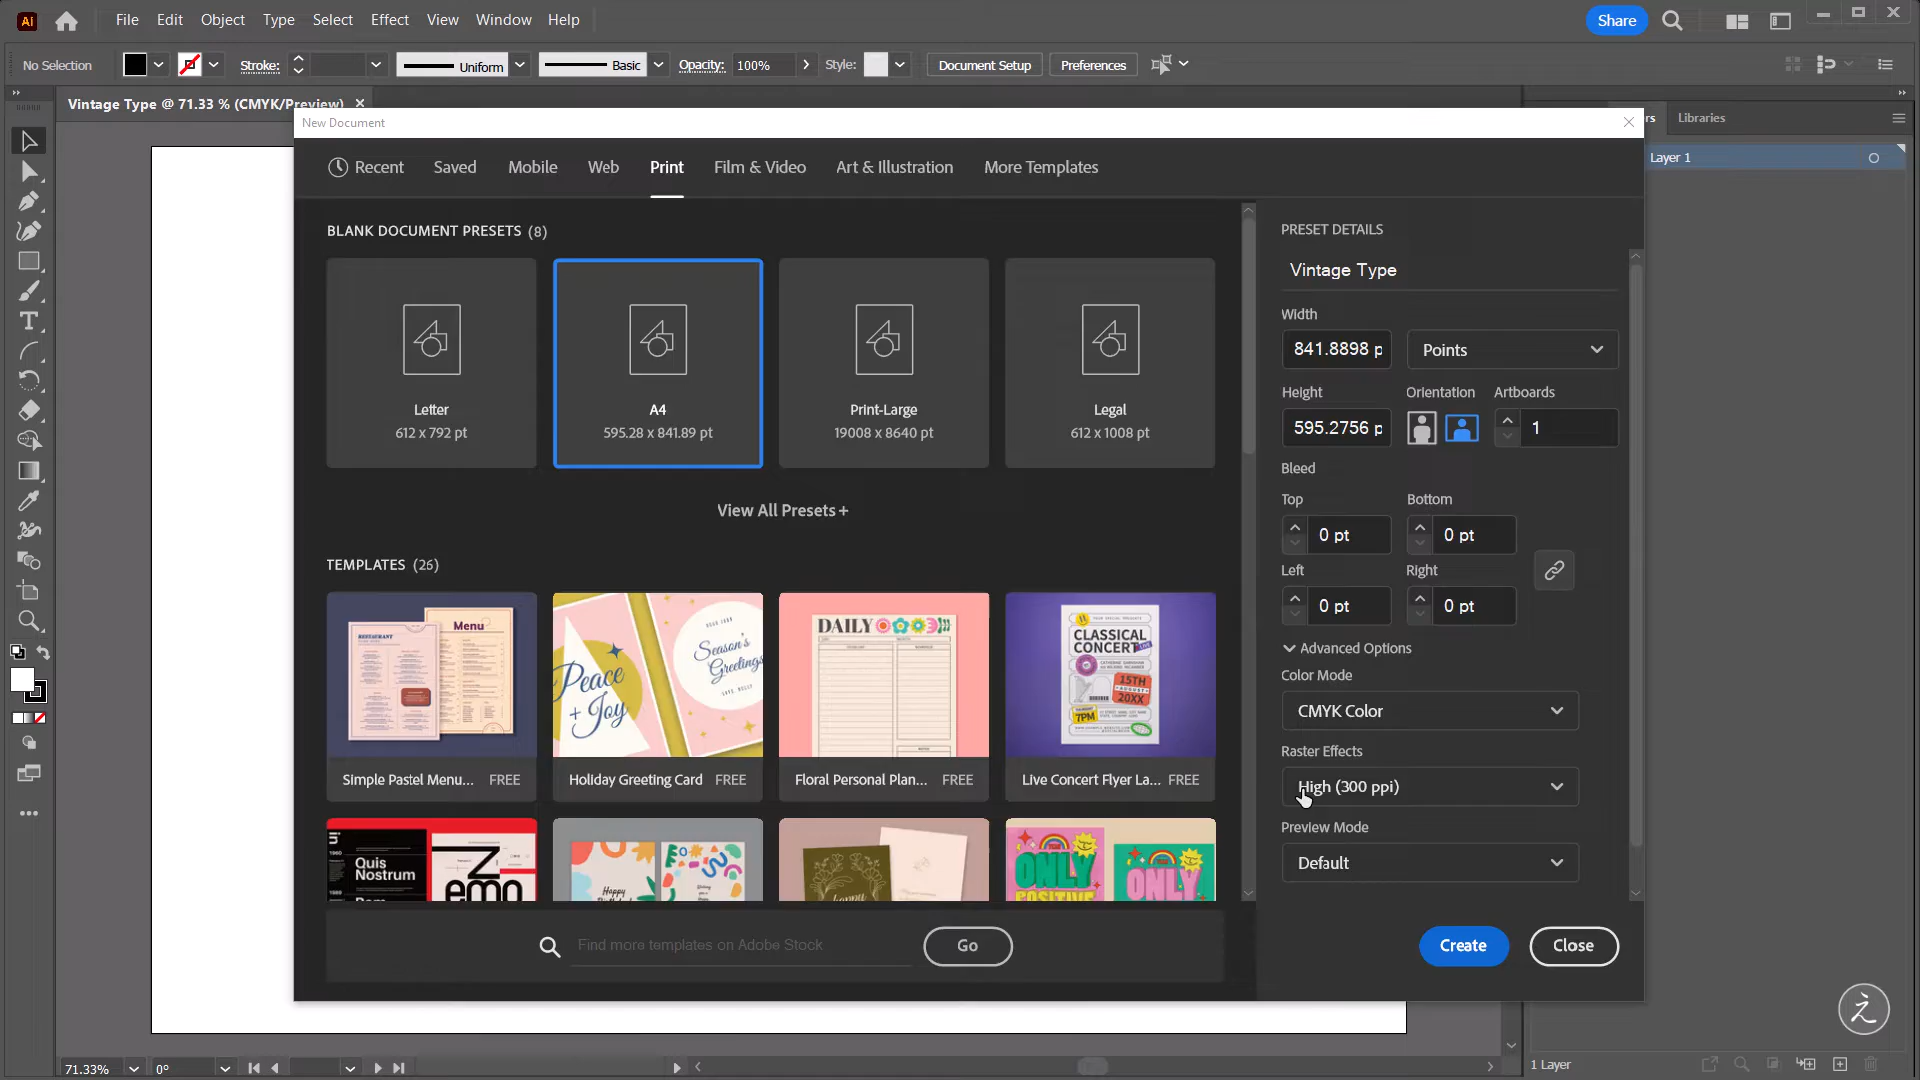 Ai File Edit Object Type Select Effect View Window Help Share
No Selection Stroke: Uniform Basic Opacity: 100% Style: Document Setup Preferences
Vintage Type @ 71.33 % (CMYK/Preview)
New Document
Libraries
Layer 1
Recent Saved Mobile Web Print Film & Video Art & Illustration More Templates
BLANK DOCUMENT PRESETS (8)
Letter
612 x 792 pt
A4
595.28 x 841.89 pt
Print-Large
19008 x 8640 pt
Legal
612 x 1008 pt
View All Presets +
TEMPLATES (26)
RESTAURANT
Menu
Peace
+ Joy
Season's
Greetings
DAILY
CLASSICAL
CONCERT
15TH
AUGUST
20XX
7PM
Simple Pastel Menu... FREE
Holiday Greeting Card FREE
Floral Personal Plan... FREE
Live Concert Flyer La... FREE
Quis
Nostrum
Happy
ONLY
POSITIVE
ONLY
Find more templates on Adobe Stock
Go
PRESET DETAILS
Vintage Type
Width
841.8898 p
Points
Height Orientation Artboards
595.2756 p
1
Bleed
Top Bottom
0 pt 0 pt
Left Right
0 pt 0 pt
Advanced Options
Color Mode
CMYK Color
Raster Effects
High (300 ppi)
Preview Mode
Default
Create Close
71.33% 0°
1 Layer